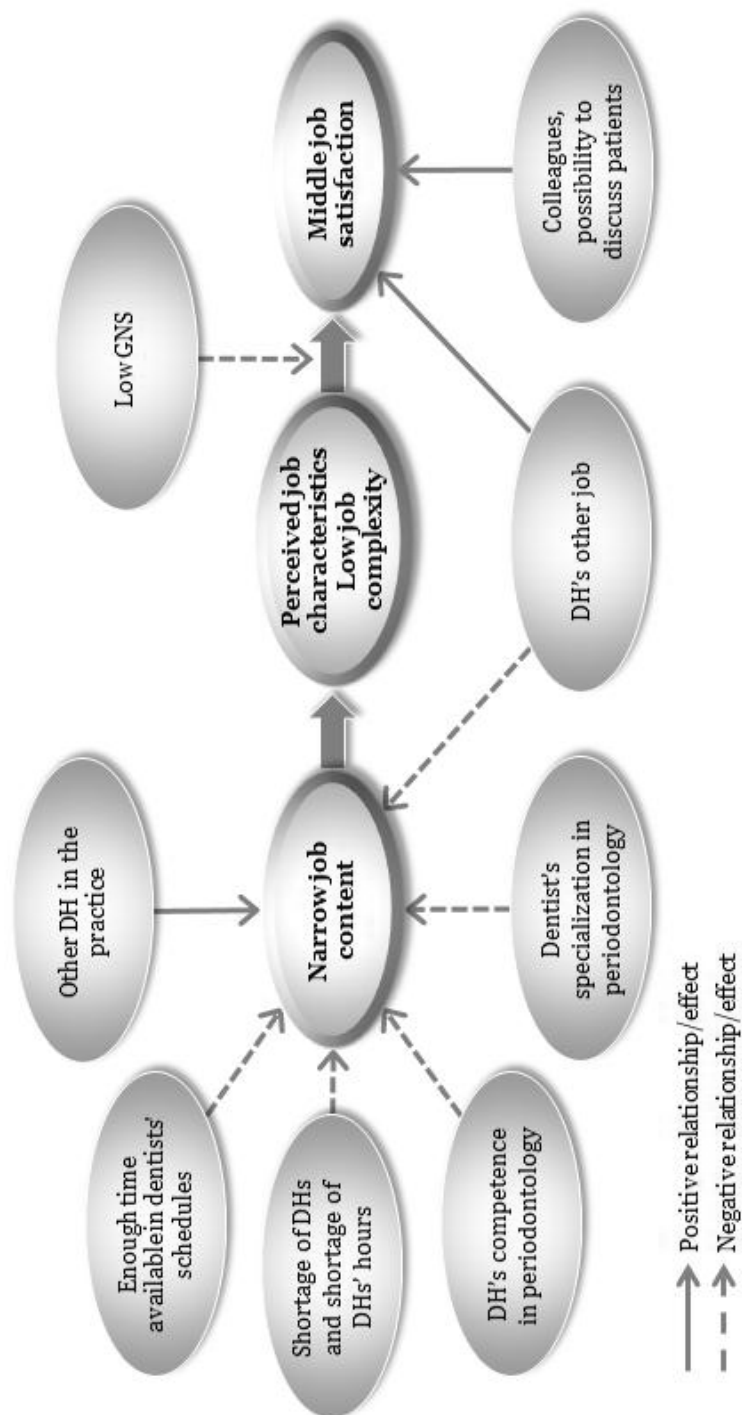 Other DH in the
practice
Low GNS
Enough time
available in dentists'
schedules
Shortage of DHs
and shortage of
DHs' hours
DH's competence
in periodontology
Narrow job
content
Perceived job
characteristics
Low job
complexity
Middle job
satisfaction
Dentist's
specialization in
periodontology
DH's other job
Colleagues,
possibility to
discuss patients
Positive relationship/effect
Negative relationship/effect